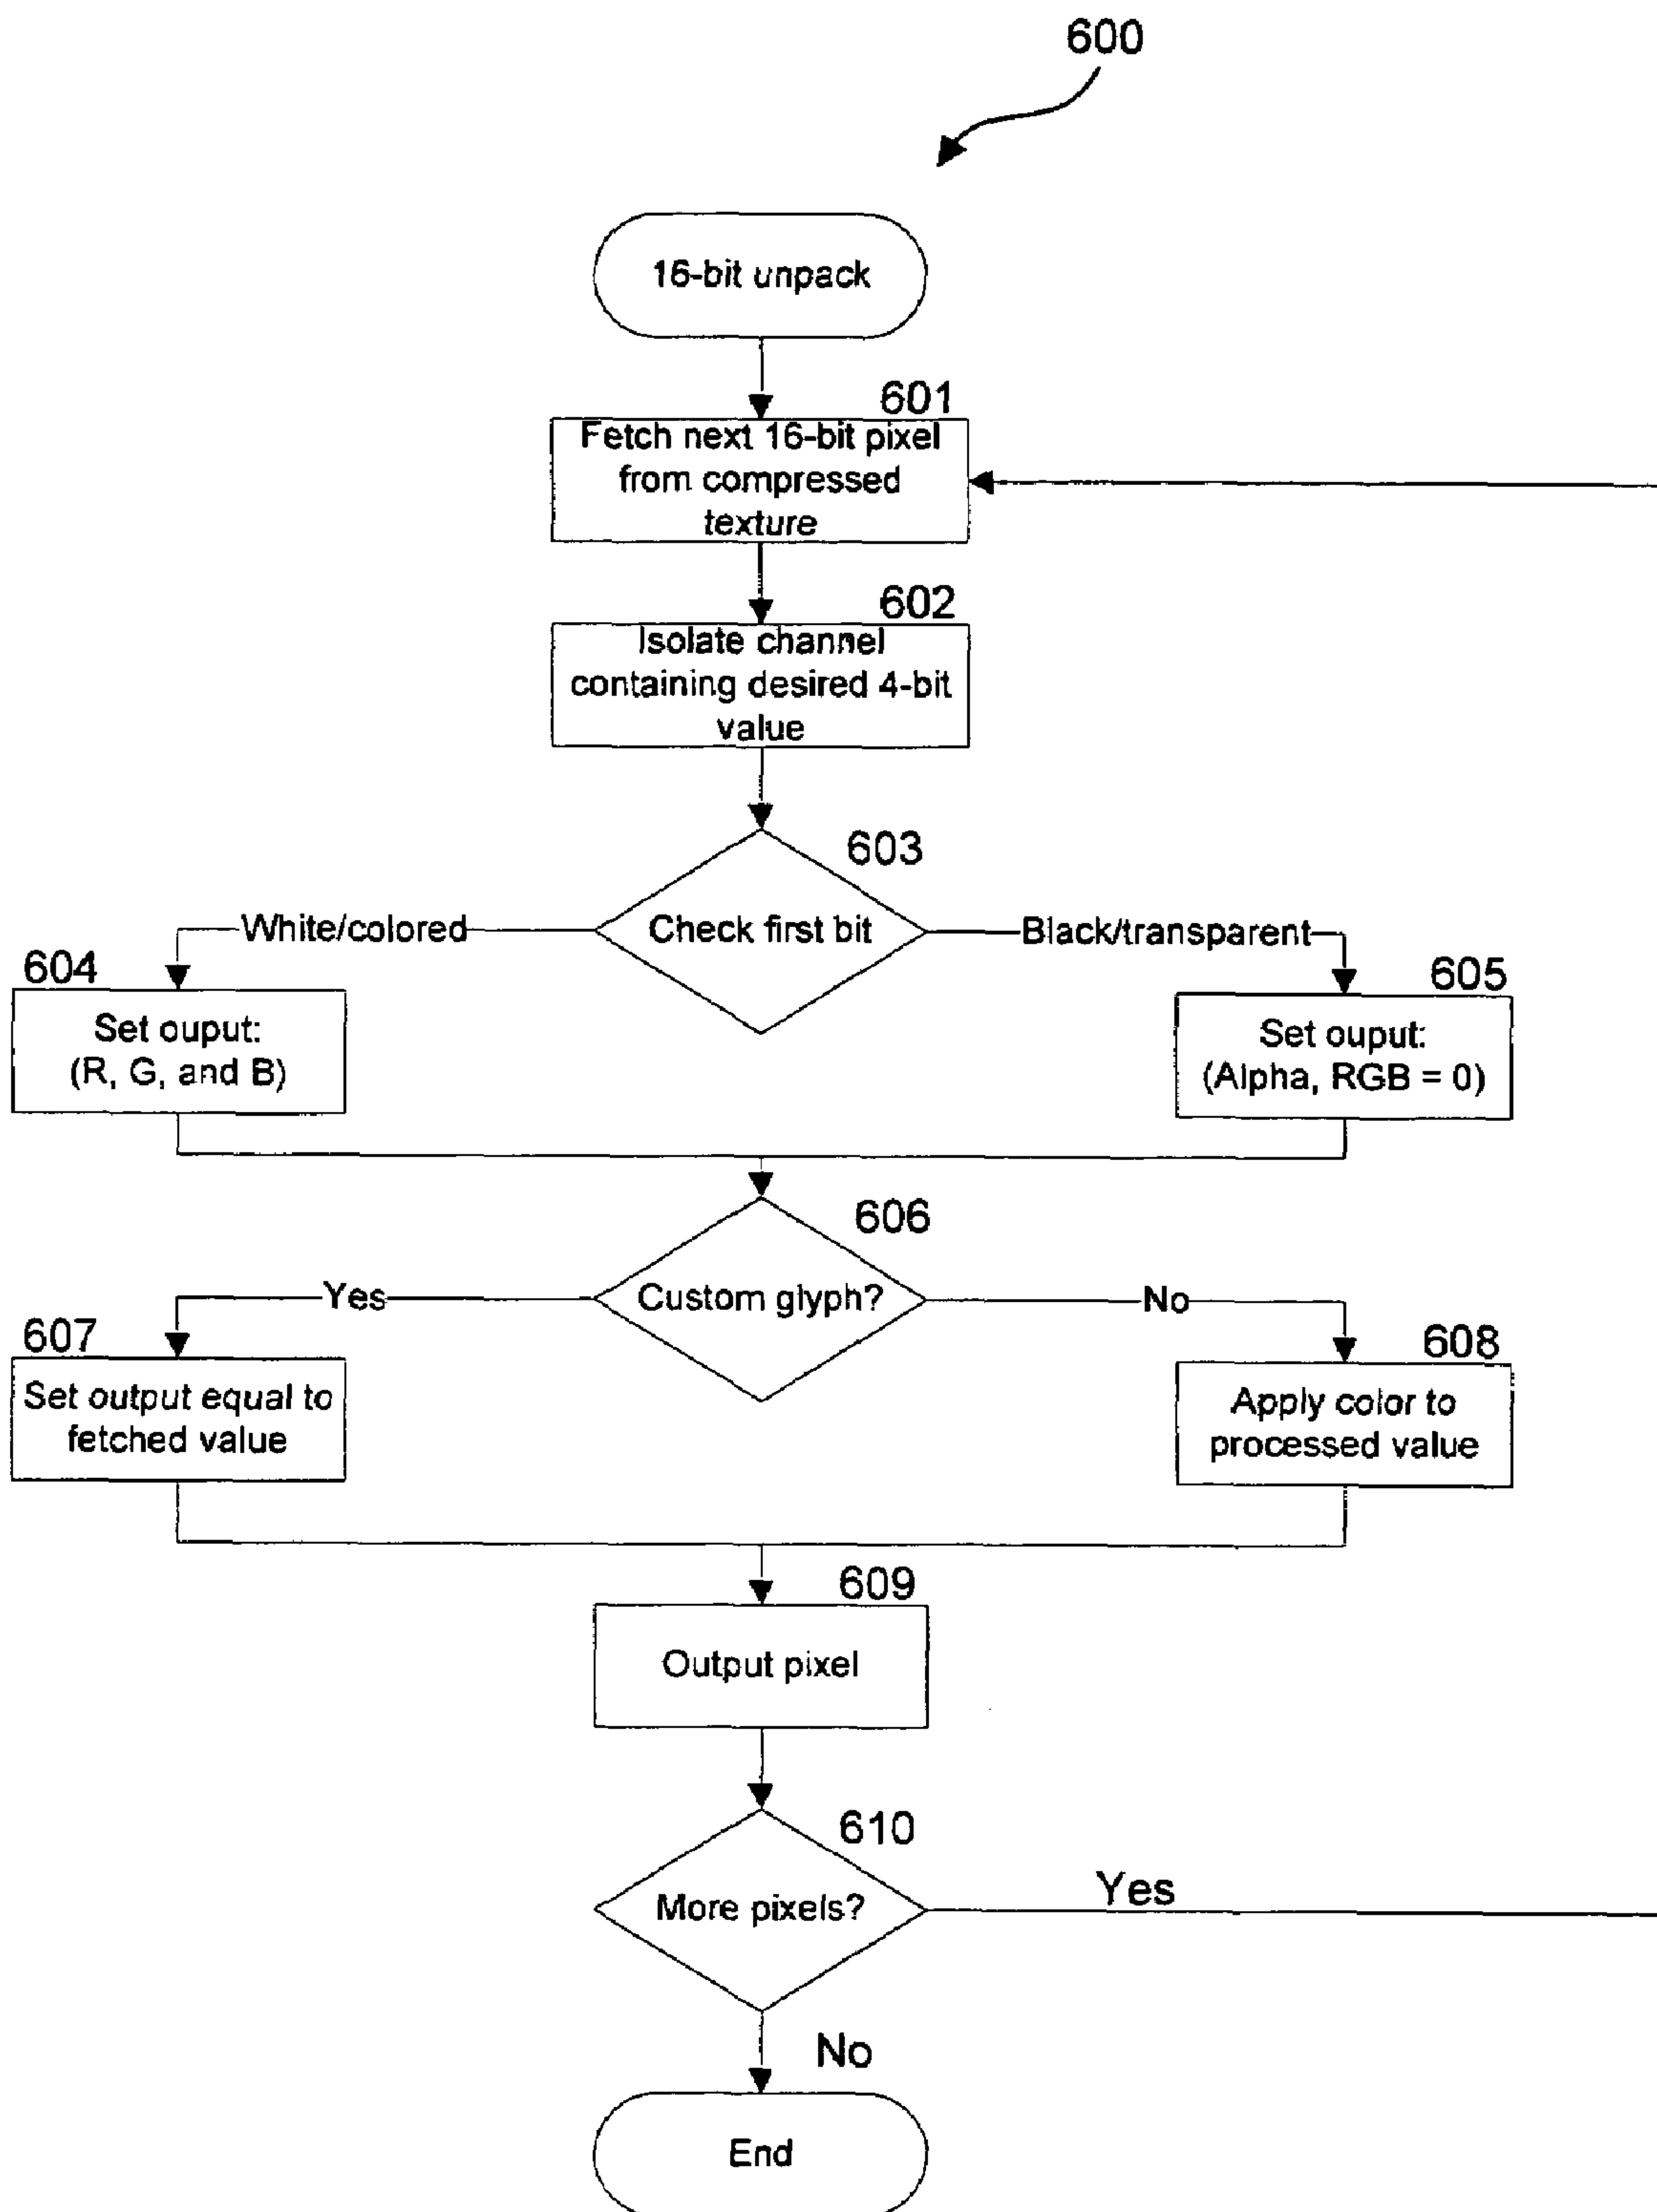 600
16-bit unpack
601
Fetch next 16-bit pixel
from compressed
texture
602
Isolate channel
containing desired 4-bit
value
603
Check first bit
White/colored
Black/transparent
604
Set ouput:
(R, G, and B)
605
Set ouput:
(Alpha, RGB = 0)
606
Custom glyph?
Yes
No
607
Set output equal to
fetched value
608
Apply color to
processed value
609
Output pixel
610
More pixels?
Yes
No
End